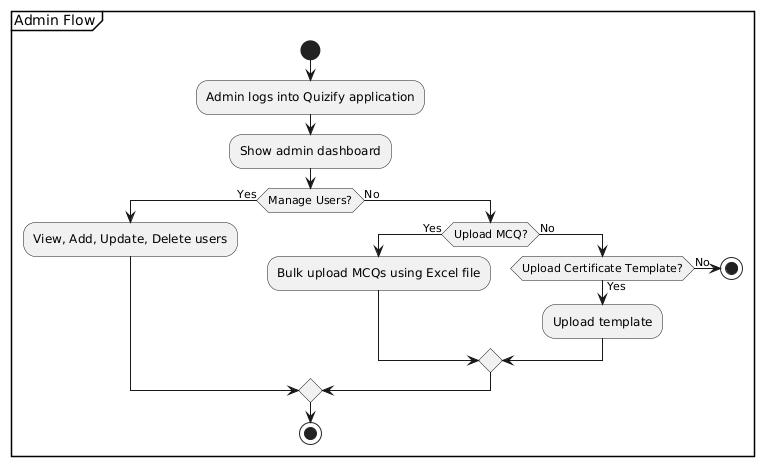 Admin Flow
Admin logs into Quizify application
Show admin dashboard
Yes
Manage Users?
No
View, Add, Update, Delete users
Yes
Upload MCQ?
No
Bulk upload MCQs using Excel file
Upload Certificate Template?
No
Yes
Upload template